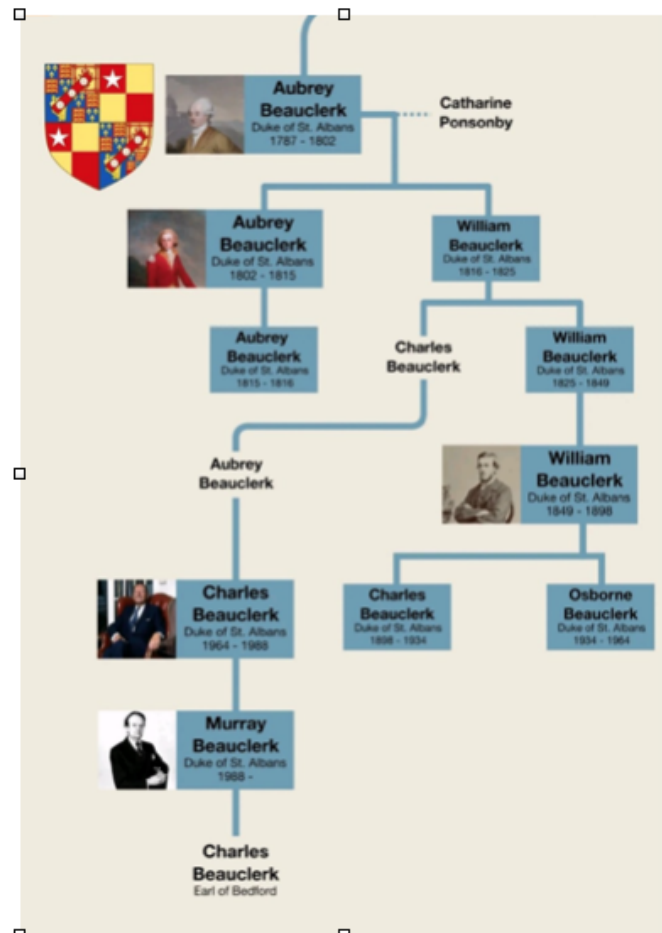 Aubrey
Beauclerk
Duke of St. Albans
1787 - 1802
Catharine
Ponsonby
Aubrey
Beauclerk
Duke of St. Albans
1802 - 1815
William
Beauclerk
Duke of St. Albans
1816 - 1825
Aubrey
Beauclerk
Duke of St. Albans
1815 - 1816
Charles
Beauclerk
William
Beauclerk
Duke of St. Albans
1825 - 1849
Aubrey
Beauclerk
William
Beauclerk
Duke of St. Albans
1849 - 1898
Charles
Beauclerk
Duke of St. Albans
1964 - 1988
Charles
Beauclerk
Duke of St. Albans
1898 - 1934
Osborne
Beauclerk
Duke of St. Albans
1934 - 1964
Murray
Beauclerk
Duke of St. Albans
1988 -
Charles
Beauclerk
Earl of Bedford